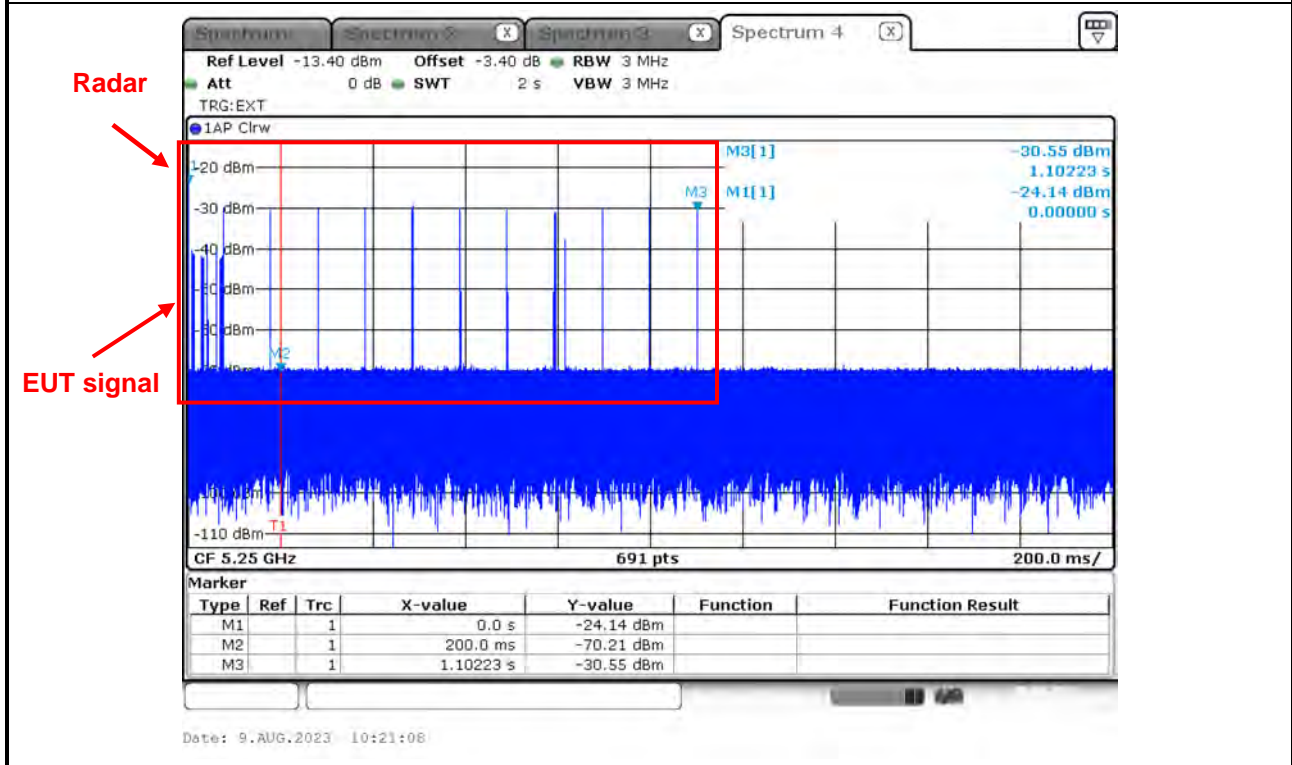 Spectrum Spectrum 2 X Spectrum 3 X Spectrum 4 X
Ref Level -13.40 dBm Offset -3.40 dB RBW 3 MHz
Att 0 dB SWT 2 s VBW 3 MHz
TRG:EXT
Radar
1AP Clrw
M3[1] -30.55 dBm
1.10223 s
M1[1] -24.14 dBm
0.00000 s
-20 dBm
M3
-30 dBm
-40 dBm
M2
EUT signal
-110 dBm
T1
CF 5.25 GHz 691 pts 200.0 ms/
Marker
Type Ref Trc X-value Y-value Function Function Result
M1 1 0.0 s -24.14 dBm
M2 1 200.0 ms -70.21 dBm
M3 1 1.10223 s -30.55 dBm
Date: 9.AUG.2023 10:21:08